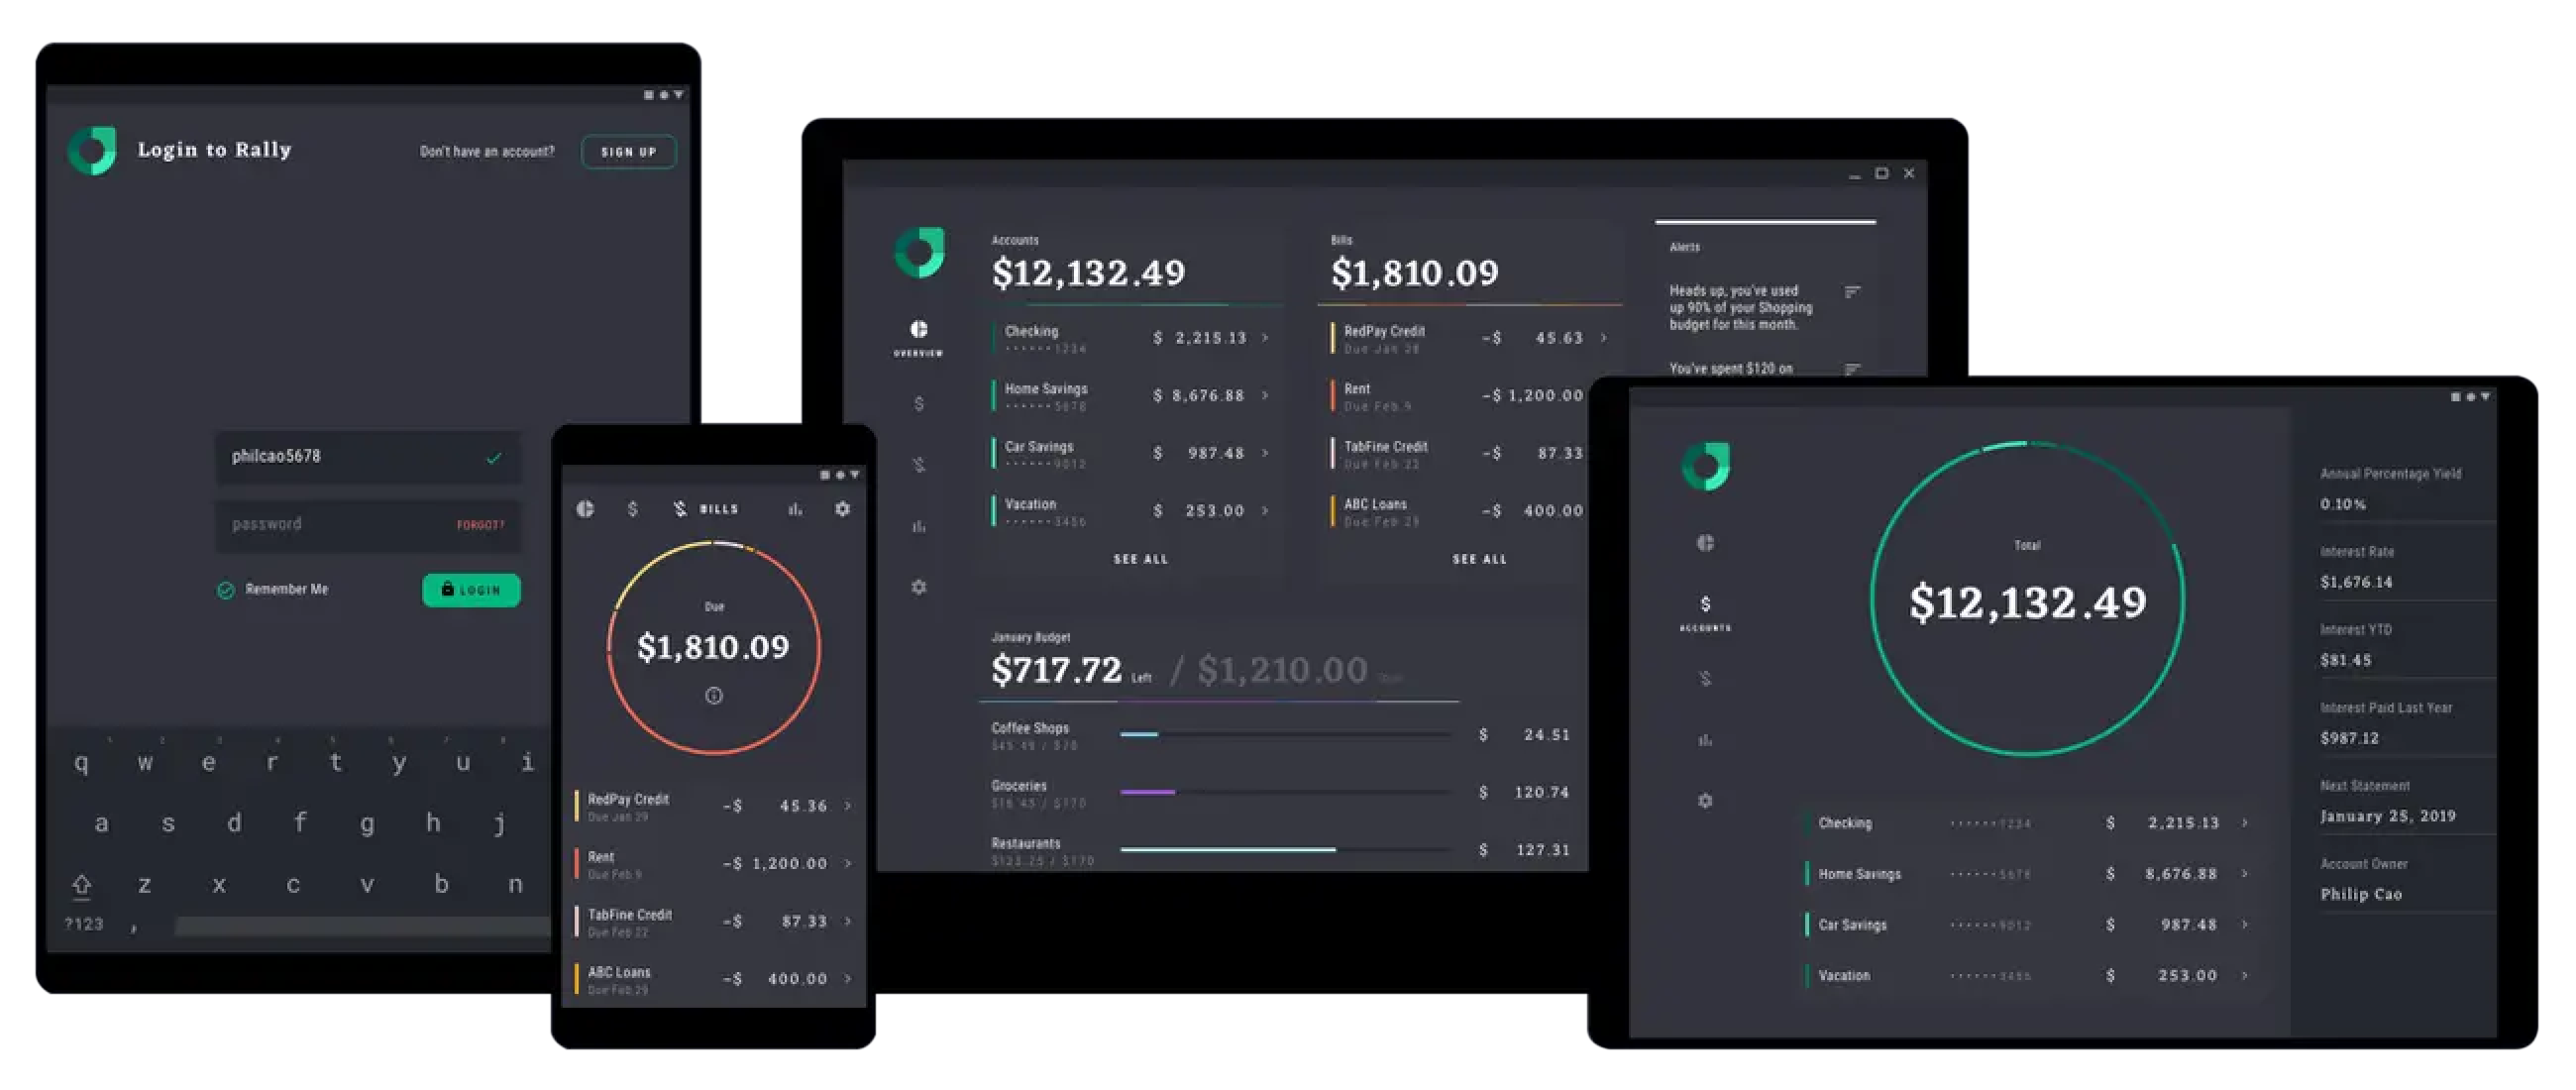 Login to Rally
Don't have an account?
SIGN UP
philcao5678
password
FORGOT?
Remember Me
LOGIN
q w e r t y u i
a s d f g h j
z x c v b n
?123 ,
BILLS
Due
$1,810.09
RedPay Credit -$ 45.36
Due Jan 29
Rent -$ 1,200.00
Due Feb 9
TabFine Credit -$ 87.33
Due Feb 22
ABC Loans -$ 400.00
Due Feb 29
OVERVIEW
Accounts
$12,132.49
Checking $ 2,215.13
······1234
Home Savings $ 8,676.88
······5678
Car Savings $ 987.48
······9012
Vacation $ 253.00
······3456
SEE ALL
Bills
$1,810.09
RedPay Credit -$ 45.63
Due Jan 28
Rent -$ 1,200.00
Due Feb 9
TabFine Credit -$ 87.33
Due Feb 22
ABC Loans -$ 400.00
Due Feb 29
SEE ALL
Alerts
Heads up, you've used
up 90% of your Shopping
budget for this month.
You've spent $120 on
January Budget
$717.72 Left / $1,210.00
Coffee Shops $ 24.51
$45.49 / $70
Groceries $ 120.74
$16.45 / $170
Restaurants $ 127.31
$123.25 / $170
ACCOUNTS
Total
$12,132.49
Checking ······1234 $ 2,215.13
Home Savings ······5678 $ 8,676.88
Car Savings ······9012 $ 987.48
Vacation ······3456 $ 253.00
Annual Percentage Yield
0.10%
Interest Rate
$1,676.14
Interest YTD
$81.45
Interest Paid Last Year
$987.12
Next Statement
January 25, 2019
Account Owner
Philip Cao